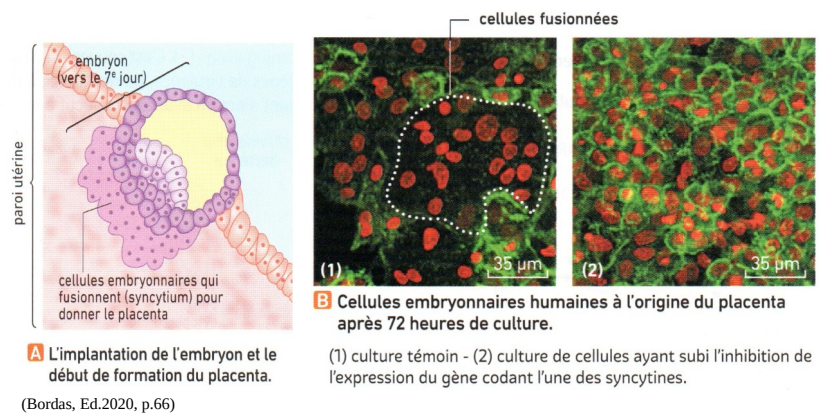 cellules fusionnées
embryon
(vers le 7e jour)
paroi utérine
cellules embryonnaires qui
fusionnent (syncytium) pour
donner le placenta
(1)
35 µm
(2)
35 µm
A L'implantation de l'embryon et le
début de formation du placenta.
B Cellules embryonnaires humaines à l'origine du placenta
après 72 heures de culture.
(1) culture témoin - (2) culture de cellules ayant subi l'inhibition de
l'expression du gène codant l'une des syncytines.
(Bordas, Ed.2020, p.66)